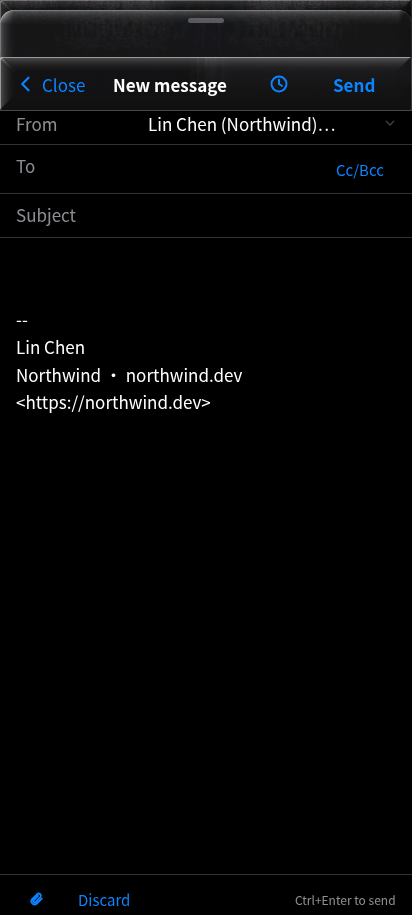 Close New message Send
From Lin Chen (Northwind)…
To Cc/Bcc
Subject
--
Lin Chen
Northwind · northwind.dev
<https://northwind.dev>
Discard Ctrl+Enter to send